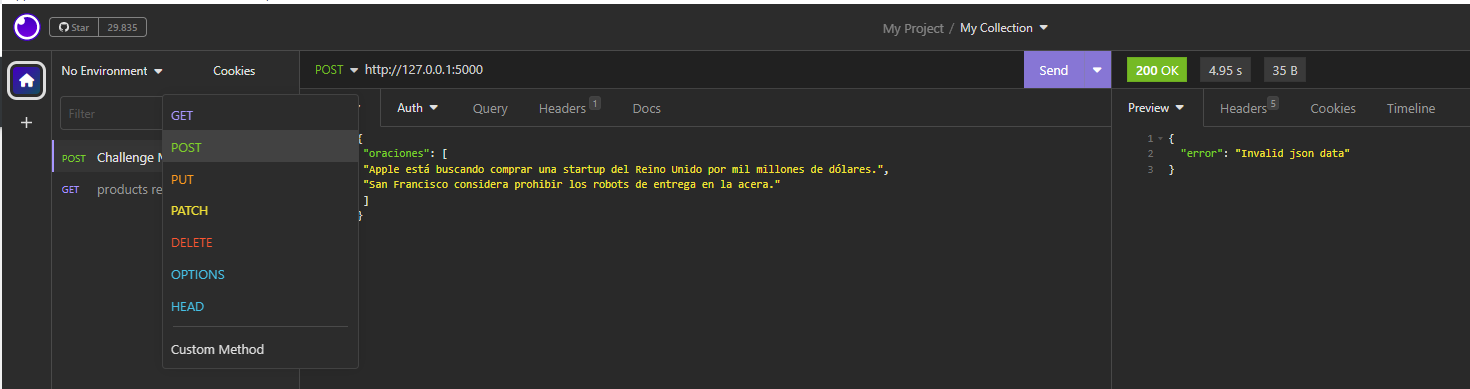 Star 29.835
My Project / My Collection
No Environment Cookies
POST http://127.0.0.1:5000
Send
200 OK 4.95 s 35 B
Filter
POST Challenge
GET products
GET
POST
PUT
PATCH
DELETE
OPTIONS
HEAD
Custom Method
Auth Query Headers 1 Docs
{
"oraciones": [
"Apple está buscando comprar una startup del Reino Unido por mil millones de dólares.",
"San Francisco considera prohibir los robots de entrega en la acera."
]
}
Preview Headers 5 Cookies Timeline
1 {
2 "error": "Invalid json data"
3 }